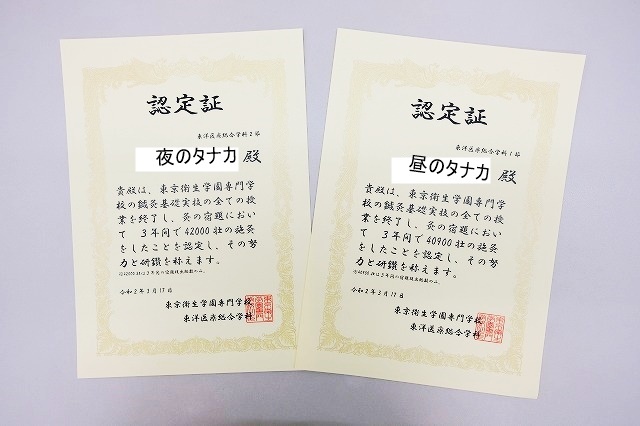 認定証
東洋医療総合学科2部
夜のタナカ 殿
貴殿は、東京衛生学園専門学
校の鍼灸基礎実技の全ての授
業を終了し、灸の宿題におい
て 3年間で42000壮の施灸
をしたことを認定し、その努
力と研鑽を称えます。
令和2年3月17日
東京衛生学園専門学校
東洋医療総合学科
認定証
東洋医療総合学科1部
昼のタナカ 殿
貴殿は、東京衛生学園専門学
校の鍼灸基礎実技の全ての授
業を終了し、灸の宿題におい
て 3年間で40900壮の施灸
をしたことを認定し、その努
力と研鑽を称えます。
令和2年3月17日
東京衛生学園専門学校
東洋医療総合学科